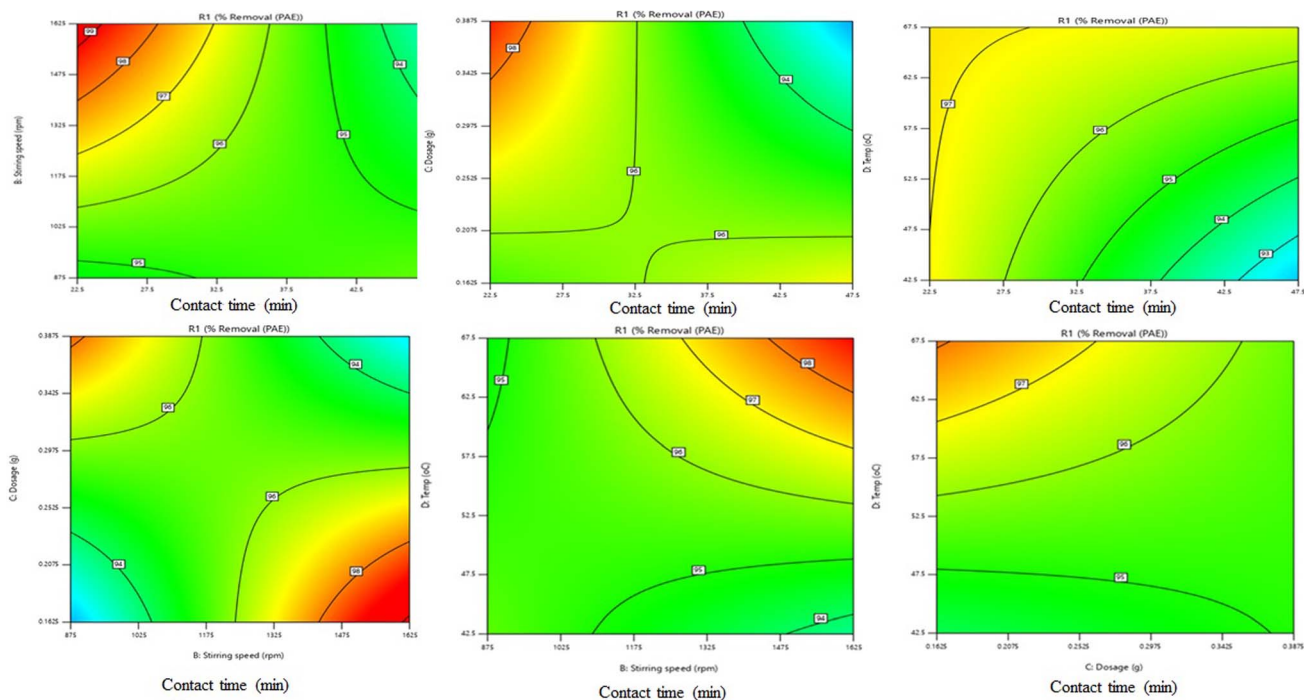 R1 (% Removal (PAE))
1625
1475
1325
1175
1025
875
B: Stirring speed (rpm)
99
98
97
96
95
94
95
22.5 27.5 32.5 37.5 42.5
Contact time (min)
R1 (% Removal (PAE))
0.3875
0.3425
0.2975
0.2525
0.2075
0.1625
C: Dosage (g)
98
94
96
96
22.5 27.5 32.5 37.5 42.5 47.5
Contact time (min)
R1 (% Removal (PAE))
67.5
62.5
57.5
52.5
47.5
42.5
D: Temp (oC)
97
96
95
94
93
22.5 27.5 32.5 37.5 42.5 47.5
Contact time (min)
R1 (% Removal (PAE))
0.3875
0.3425
0.2975
0.2525
0.2075
0.1625
C: Dosage (g)
94
96
96
94
98
875 1025 1175 1325 1475 1625
B: Stirring speed (rpm)
Contact time (min)
R1 (% Removal (PAE))
67.5
62.5
57.5
52.5
47.5
42.5
D: Temp (oC)
95
98
97
96
95
94
875 1025 1175 1325 1475 1625
B: Stirring speed (rpm)
Contact time (min)
R1 (% Removal (PAE))
67.5
62.5
57.5
52.5
47.5
42.5
D: Temp (oC)
97
96
95
0.1625 0.2075 0.2525 0.2975 0.3425 0.3875
C: Dosage (g)
Contact time (min)